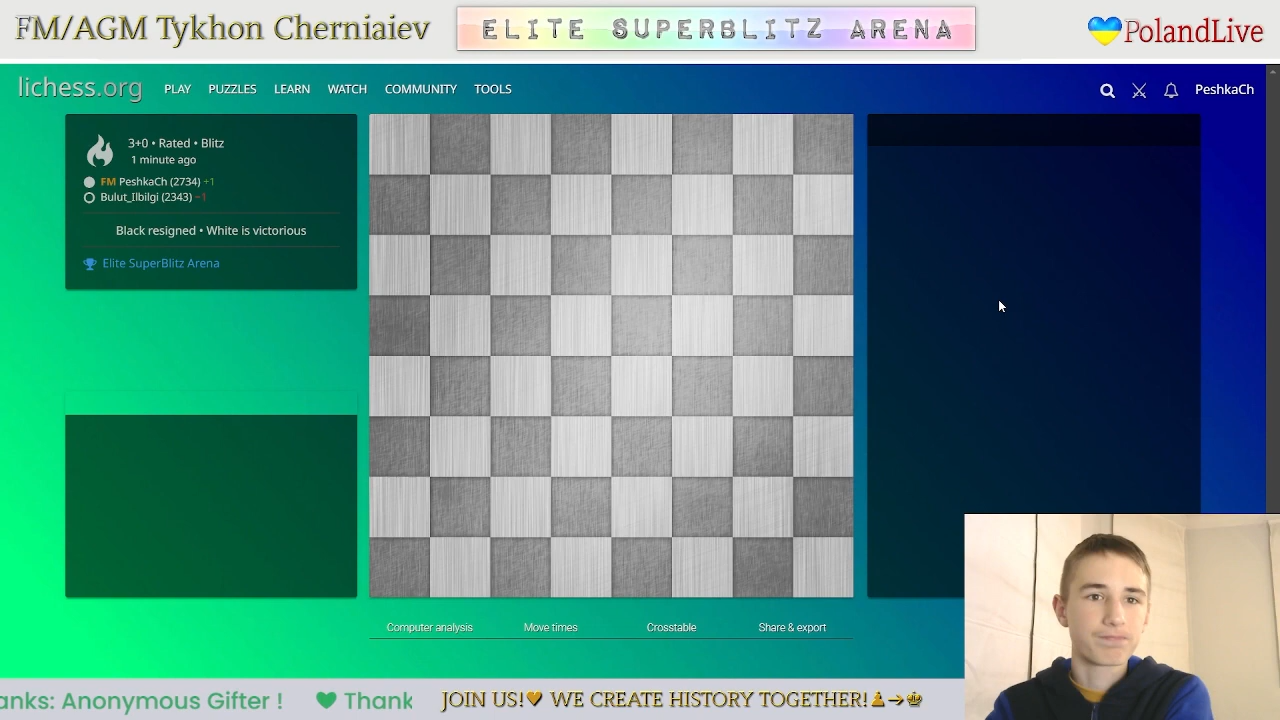 FM/AGM Tykhon Cherniaiev
ELITE SUPERBLITZ ARENA
PolandLive
lichess.org
PLAY
PUZZLES
LEARN
WATCH
COMMUNITY
TOOLS
PeshkaCh
3+0 • Rated • Blitz
1 minute ago
FM PeshkaCh (2734) +1
Bulut_Ilbilgi (2343) −1
Black resigned • White is victorious
Elite SuperBlitz Arena
Computer analysis
Move times
Crosstable
Share & export
anks: Anonymous Gifter !
Thank
JOIN US!🧡 WE CREATE HISTORY TOGETHER!♟→♚